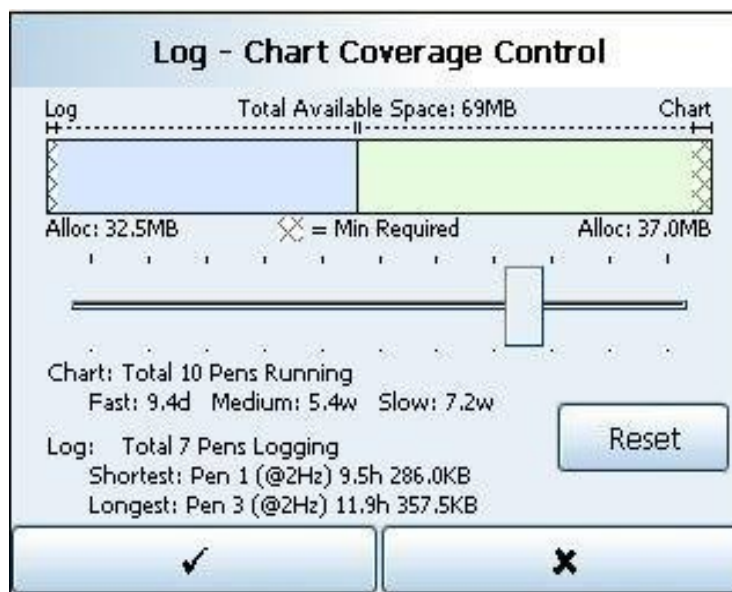 Log - Chart Coverage Control
Log Total Available Space: 69MB Chart
Alloc: 32.5MB = Min Required Alloc: 37.0MB
Chart: Total 10 Pens Running
Fast: 9.4d Medium: 5.4w Slow: 7.2w
Reset
Log: Total 7 Pens Logging
Shortest: Pen 1 (@2Hz) 9.5h 286.0KB
Longest: Pen 3 (@2Hz) 11.9h 357.5KB